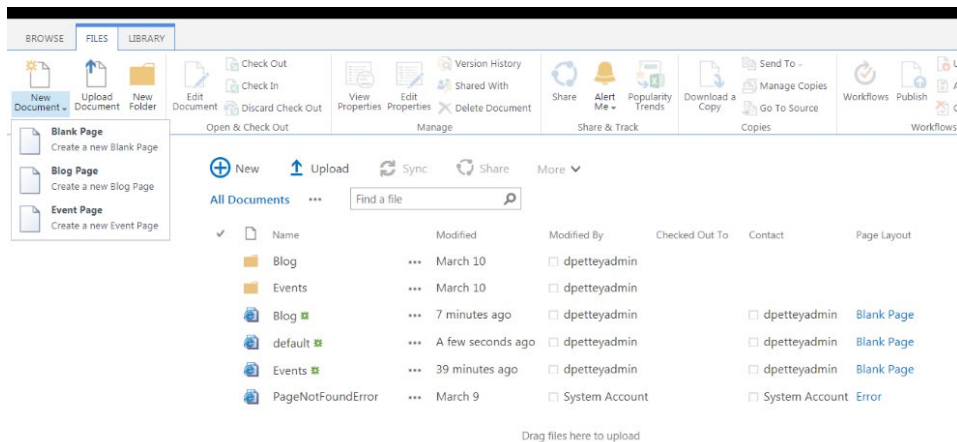 BROWSE FILES LIBRARY
New Document
Upload Document
New Folder
Edit Document
Check Out
Check In
Discard Check Out
Open & Check Out
View Properties
Edit Properties
Version History
Shared With
Delete Document
Manage
Share
Alert Me
Popularity Trends
Share & Track
Download a Copy
Send To
Manage Copies
Go To Source
Copies
Workflows
Publish
Workflows
Blank Page
Create a new Blank Page
Blog Page
Create a new Blog Page
Event Page
Create a new Event Page
New Upload Sync Share More
All Documents ••• Find a file
Name Modified Modified By Checked Out To Contact Page Layout
Blog ••• March 10 dpetteyadmin
Events ••• March 10 dpetteyadmin
Blog ••• 7 minutes ago dpetteyadmin dpetteyadmin Blank Page
default ••• A few seconds ago dpetteyadmin dpetteyadmin Blank Page
Events ••• 39 minutes ago dpetteyadmin dpetteyadmin Blank Page
PageNotFoundError ••• March 9 System Account System Account Error
Drag files here to upload